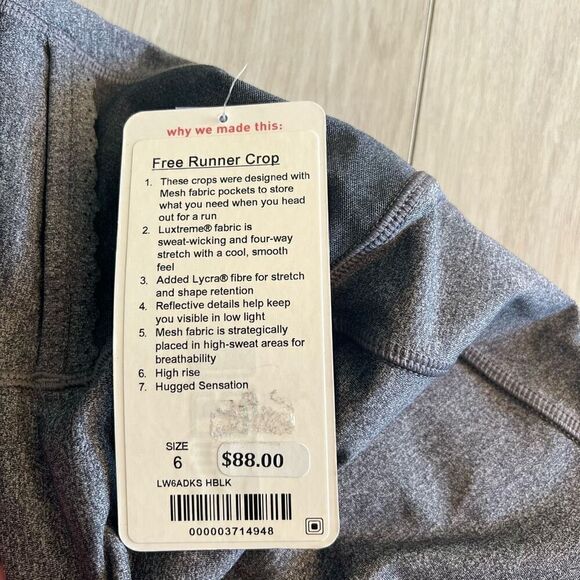 why we made this:
Free Runner Crop
1. These crops were designed with
Mesh fabric pockets to store
what you need when you head
out for a run
2. Luxtreme® fabric is
sweat-wicking and four-way
stretch with a cool, smooth
feel
3. Added Lycra® fibre for stretch
and shape retention
4. Reflective details help keep
you visible in low light
5. Mesh fabric is strategically
placed in high-sweat areas for
breathability
6. High rise
7. Hugged Sensation
SIZE
6 $88.00
LW6ADKS HBLK
000003714948